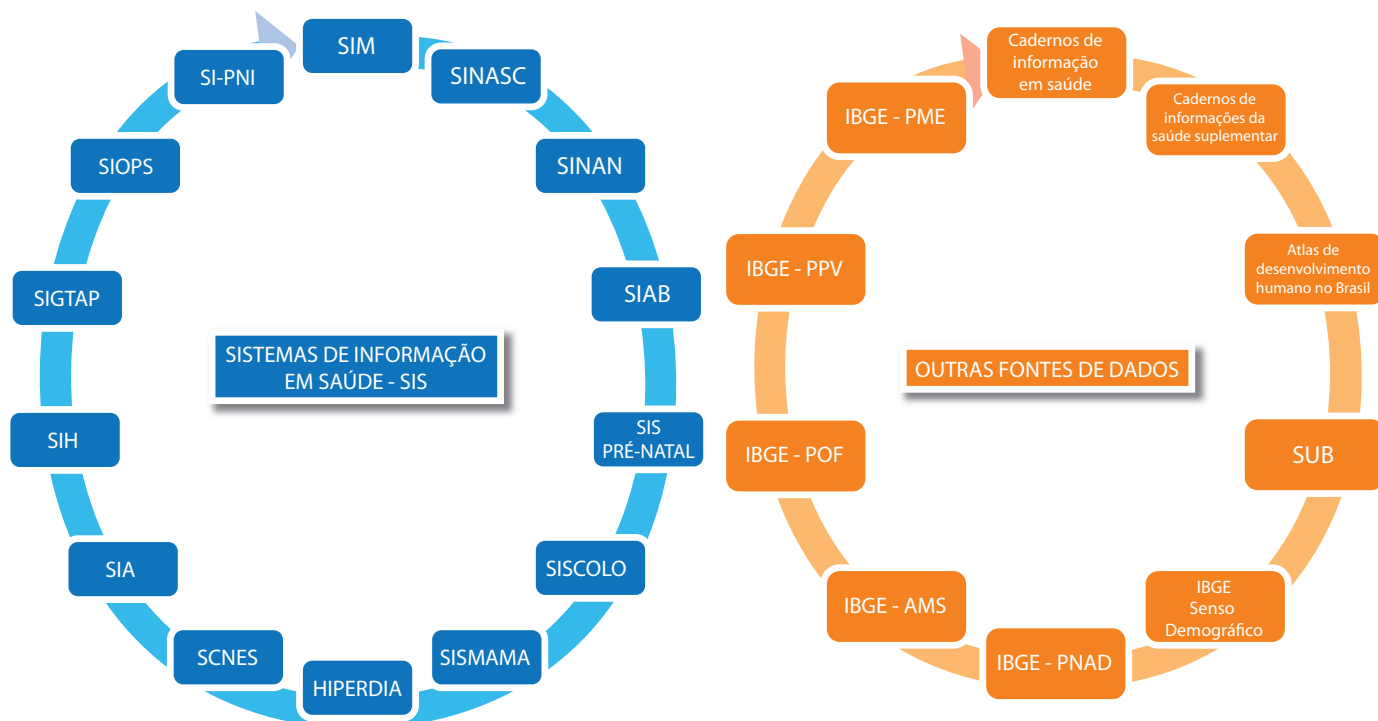 SIM
SINASC
SINAN
SIAB
SIS
PRÉ-NATAL
SISCOLO
SISMAMA
HIPERDIA
SCNES
SIA
SIH
SIGTAP
SIOPS
SI-PNI
SISTEMAS DE INFORMAÇÃO
EM SAÚDE - SIS
Cadernos de
informação
em saúde
Cadernos de
informações da
saúde suplementar
Atlas de
desenvolvimento
humano no Brasil
SUB
IBGE
Senso
Demográfico
IBGE - PNAD
IBGE - AMS
IBGE - POF
IBGE - PPV
IBGE - PME
OUTRAS FONTES DE DADOS